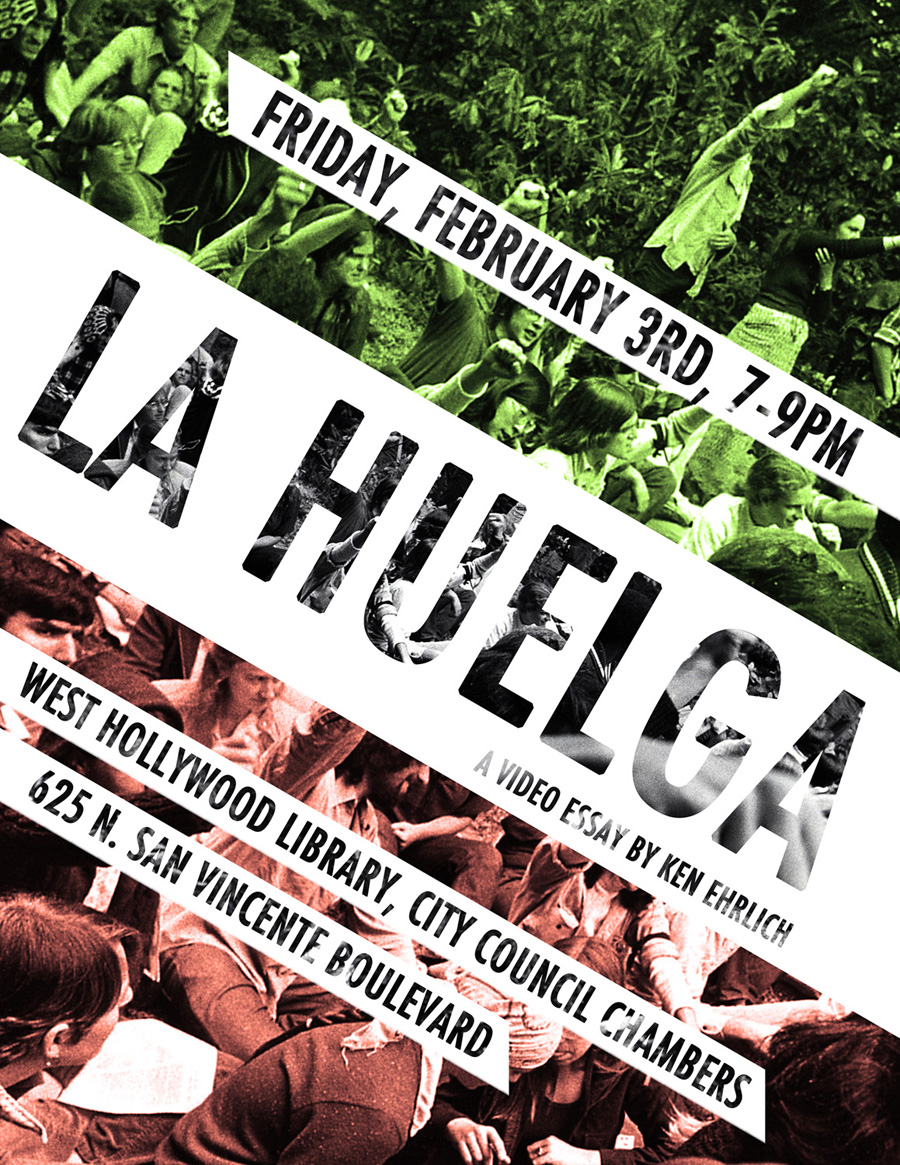 FRIDAY, FEBRUARY 3RD, 7-9PM
LA HUELGA
A VIDEO ESSAY BY KEN EHRLICH
WEST HOLLYWOOD LIBRARY, CITY COUNCIL CHAMBERS
625 N. SAN VINCENTE BOULEVARD